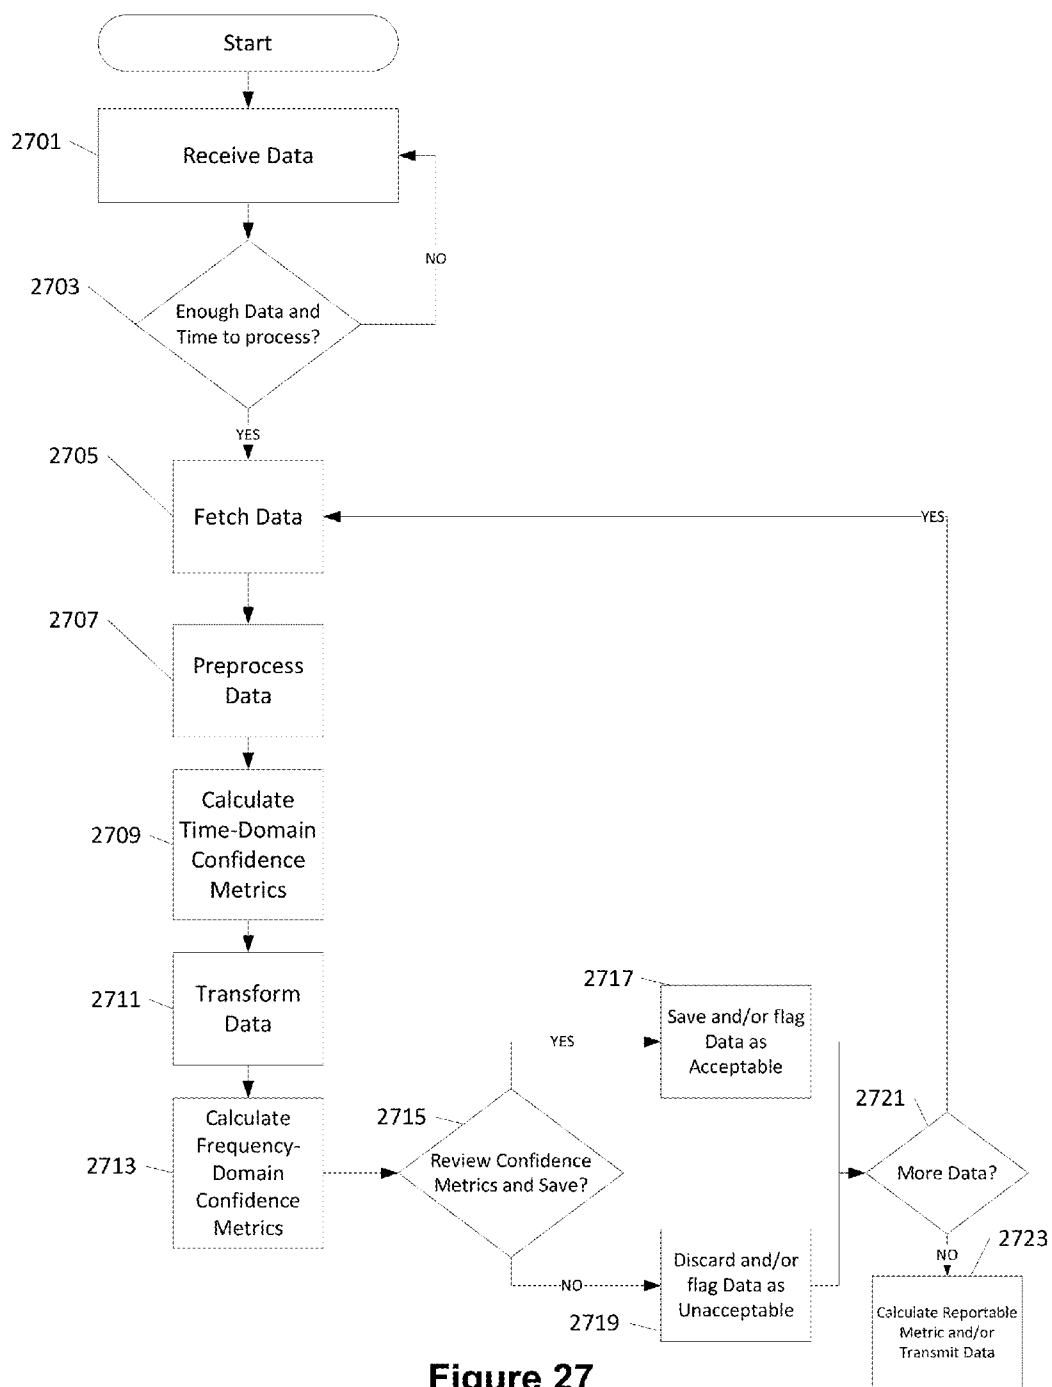 Start
2701
Receive Data
NO
2703
Enough Data and
Time to process?
YES
2705
Fetch Data
YES
2707
Preprocess
Data
2709
Calculate
Time-Domain
Confidence
Metrics
2711
Transform
Data
2713
Calculate
Frequency-
Domain
Confidence
Metrics
2715
Review Confidence
Metrics and Save?
YES
2717
Save and/or flag
Data as
Acceptable
NO
Discard and/or
flag Data as
Unacceptable
2719
2721
More Data?
NO
2723
Calculate Reportable
Metric and/or
Transmit Data
Figure 27